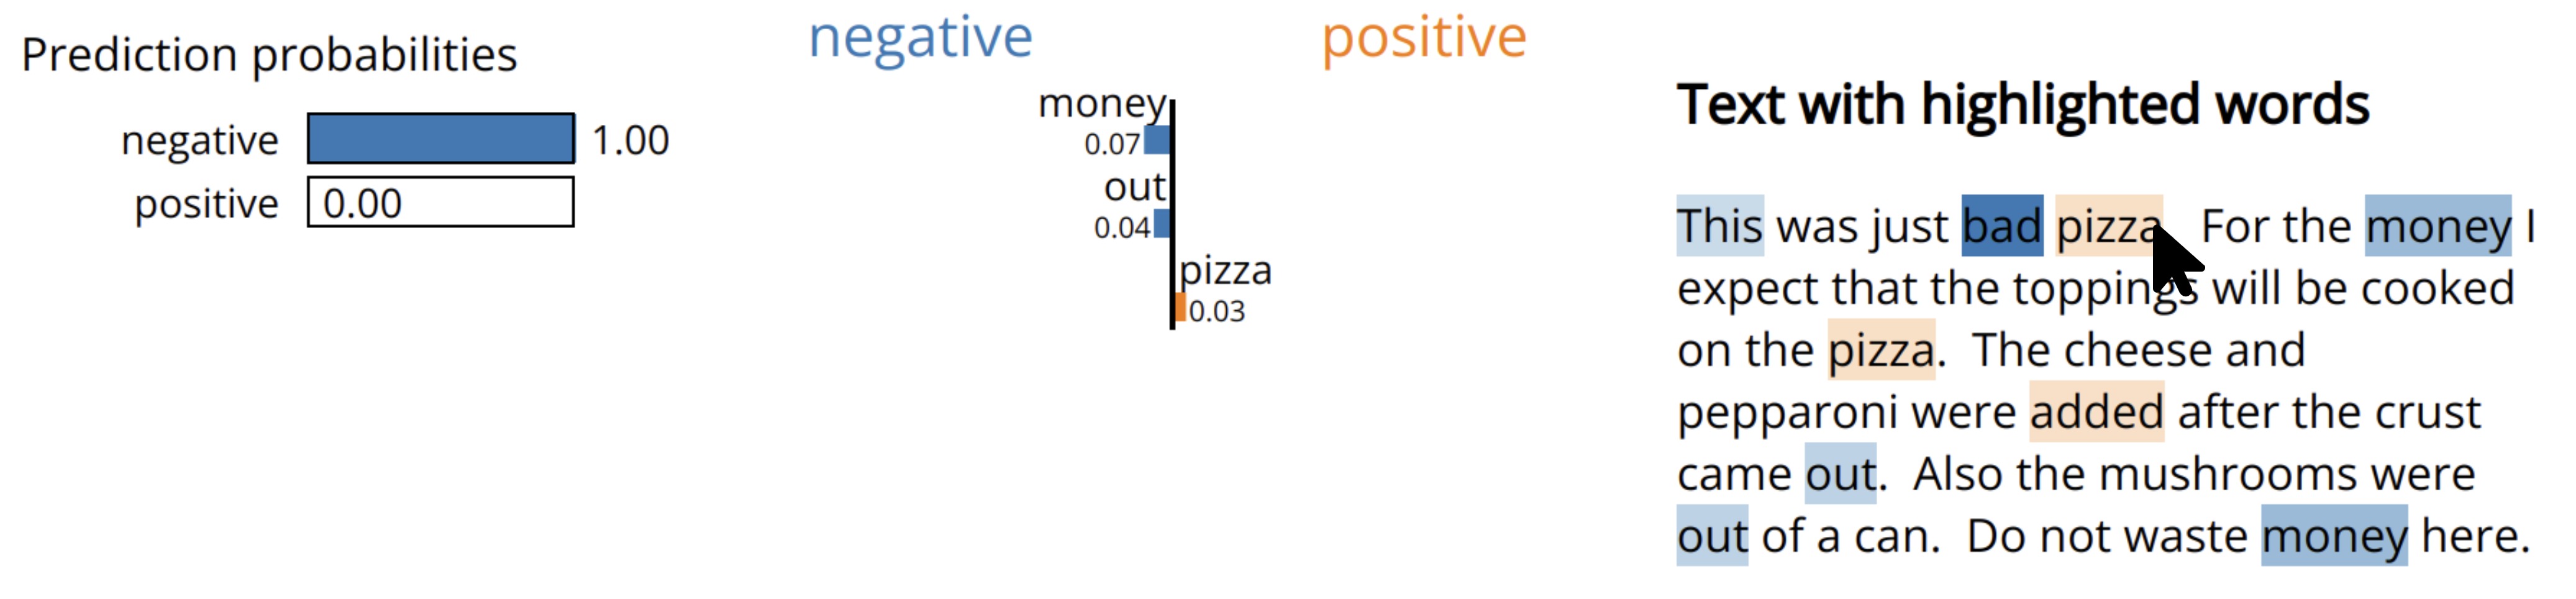 Prediction probabilities
negative 1.00
positive 0.00
negative positive
money
0.07
out
0.04
pizza
0.03
Text with highlighted words
This was just bad pizza. For the money I
expect that the toppings will be cooked
on the pizza. The cheese and
pepparoni were added after the crust
came out. Also the mushrooms were
out of a can. Do not waste money here.